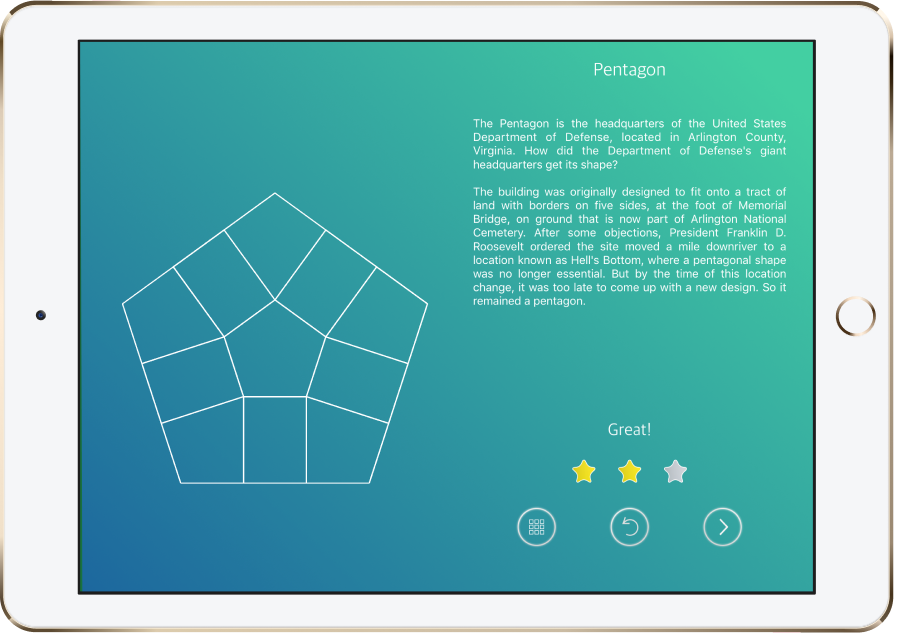 Pentagon
The Pentagon is the headquarters of the United States
Department of Defense, located in Arlington County,
Virginia. How did the Department of Defense's giant
headquarters get its shape?
The building was originally designed to fit onto a tract of
land with borders on five sides, at the foot of Memorial
Bridge, on ground that is now part of Arlington National
Cemetery. After some objections, President Franklin D.
Roosevelt ordered the site moved a mile downriver to a
location known as Hell's Bottom, where a pentagonal shape
was no longer essential. But by the time of this location
change, it was too late to come up with a new design. So it
remained a pentagon.
Great!